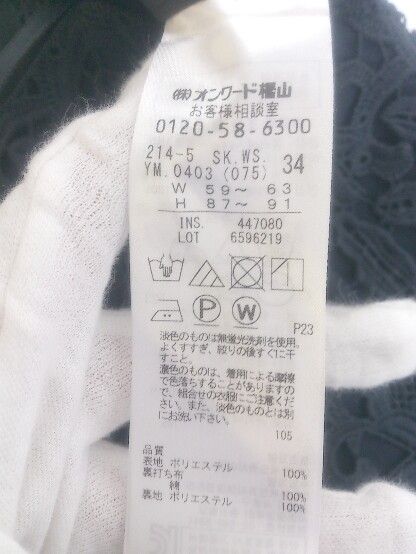 (株)オンワード樫山
お客様相談室
0120-58-6300
214-5 SK.WS. 34
YM.0403 (075)
W 59~ 63
H 87~ 91
INS. 447080
LOT 6596219
P W
P23
淡色のものは無蛍光洗剤を使用。
よくすすぎ、絞りの後すぐに干
すこと。
濃色のものは、着用による摩擦
で色落ちすることがありますの
で、組合せの衣服にご注意くださ
い。また、淡色のものとは別
にお洗い下さい。
105
品質
表地 ポリエステル 100%
裏打ち布
綿 100%
裏地 ポリエステル 100%